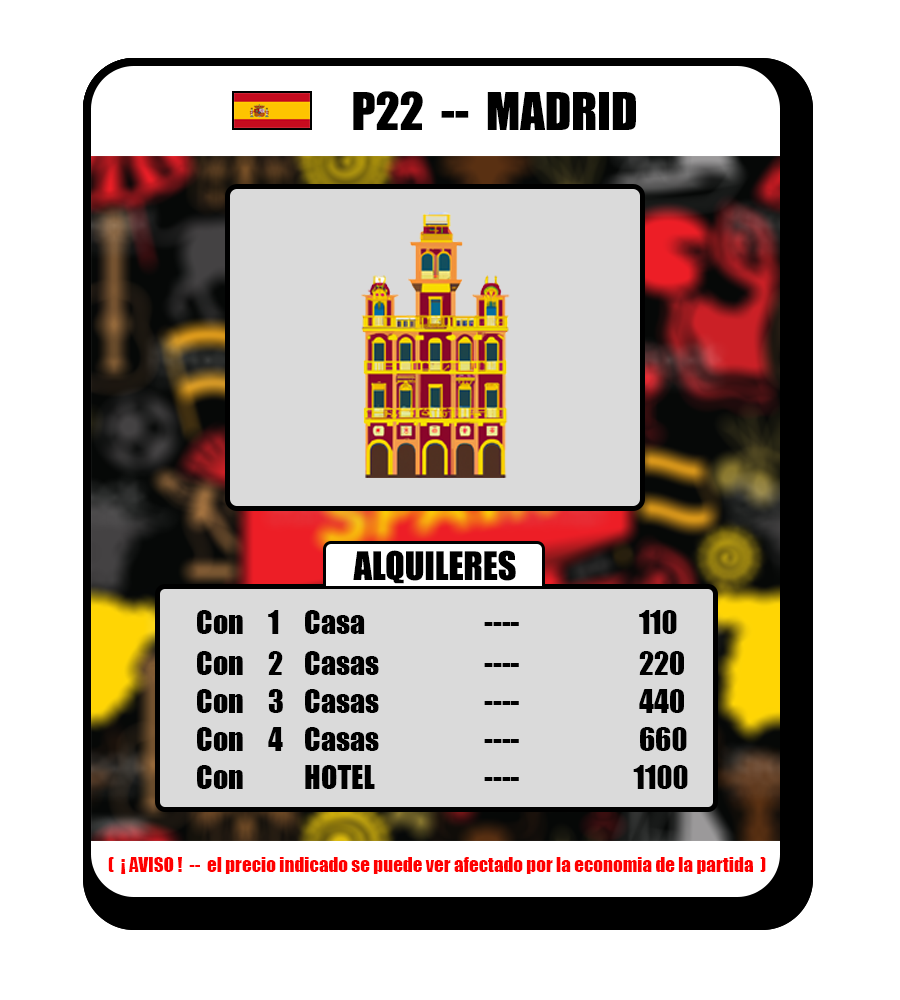 P22 -- MADRID
SPAIN
ALQUILERES
Con 1 Casa ---- 110
Con 2 Casas ---- 220
Con 3 Casas ---- 440
Con 4 Casas ---- 660
Con HOTEL ---- 1100
( ¡ AVISO ! -- el precio indicado se puede ver afectado por la economia de la partida )